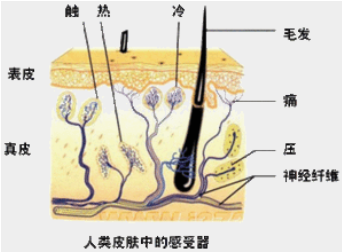 触 热 冷
毛发
表皮
痛
真皮
压
神经纤维
人类皮肤中的感受器